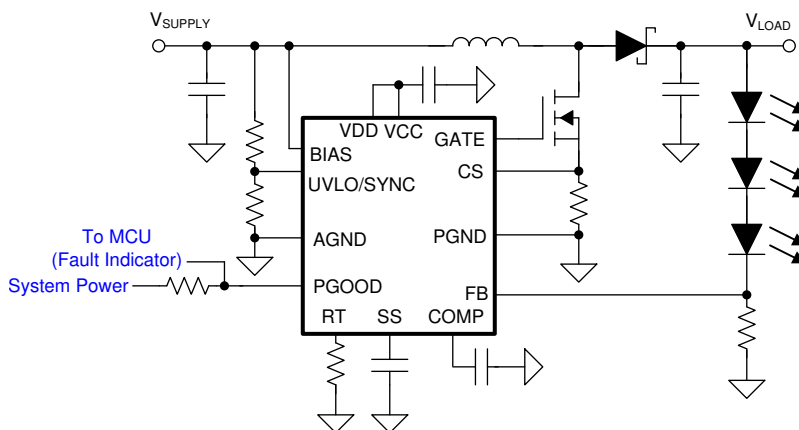 VSUPPLY
VLOAD
VDD VCC
GATE
BIAS
CS
UVLO/SYNC
To MCU
(Fault Indicator)
AGND
PGND
System Power
PGOOD
FB
RT SS COMP